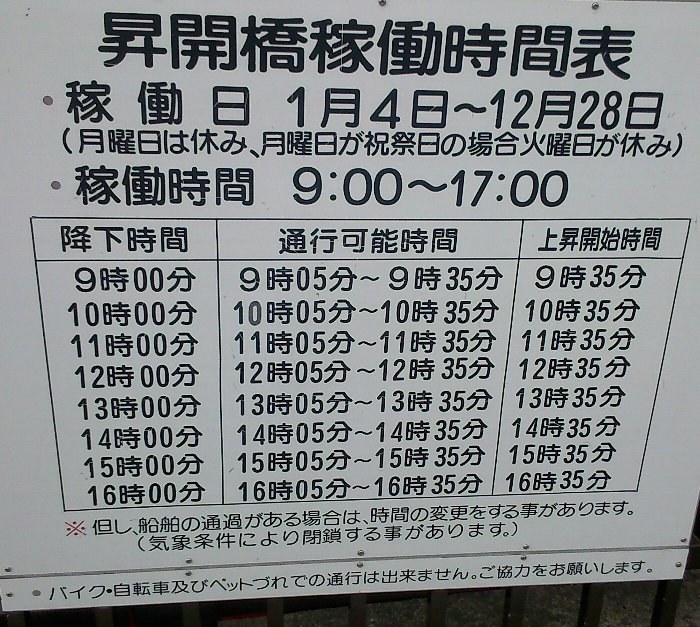 昇開橋稼働時間表
・稼働日 1月4日～12月28日
(月曜日は休み、月曜日が祝祭日の場合火曜日が休み)
・稼働時間 9:00～17:00
降下時間 通行可能時間 上昇開始時間
9時00分 9時05分～9時35分 9時35分
10時00分 10時05分～10時35分 10時35分
11時00分 11時05分～11時35分 11時35分
12時00分 12時05分～12時35分 12時35分
13時00分 13時05分～13時35分 13時35分
14時00分 14時05分～14時35分 14時35分
15時00分 15時05分～15時35分 15時35分
16時00分 16時05分～16時35分 16時35分
※但し、船舶の通過がある場合は、時間の変更をする事があります。
(気象条件により閉鎖する事があります。)
・バイク・自転車及びペットづれでの通行は出来ません。ご協力をお願いします。